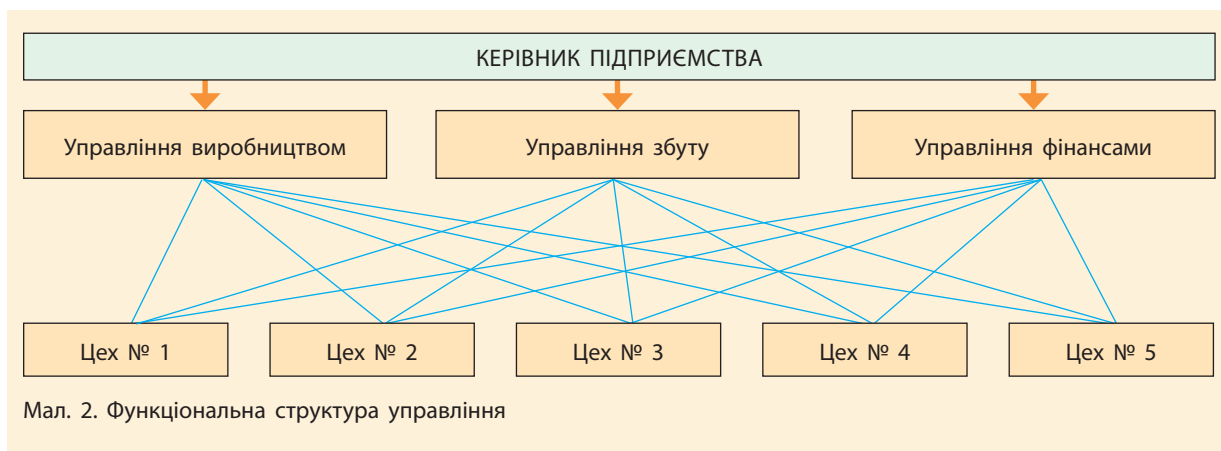 КЕРІВНИК ПІДПРИЄМСТВА
Управління виробництвом
Управління збуту
Управління фінансами
Цех № 1
Цех № 2
Цех № 3
Цех № 4
Цех № 5
Мал. 2. Функціональна структура управління